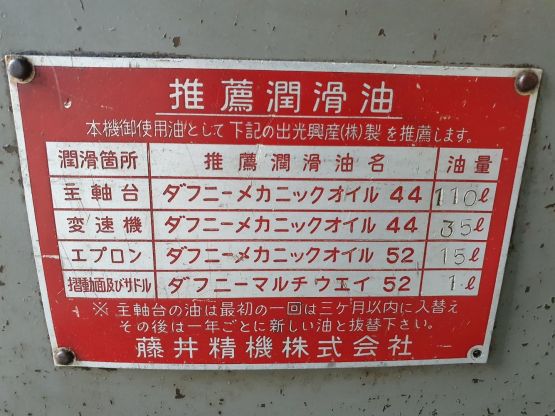 推薦潤滑油
本機御使用油として下記の出光興産(株)製を推薦します。
潤滑箇所 推薦潤滑油名 油量
主軸台 ダフニーメカニックオイル 44 110ℓ
変速機 ダフニーメカニックオイル 44 35ℓ
エプロン ダフニーメカニックオイル 52 15ℓ
摺動面及びサドル ダフニーマルチウエイ 52 1ℓ
※ 主軸台の油は最初の一回は三ケ月以内に入替え
その後は一年ごとに新しい油と抜替下さい。
藤井精機株式会社